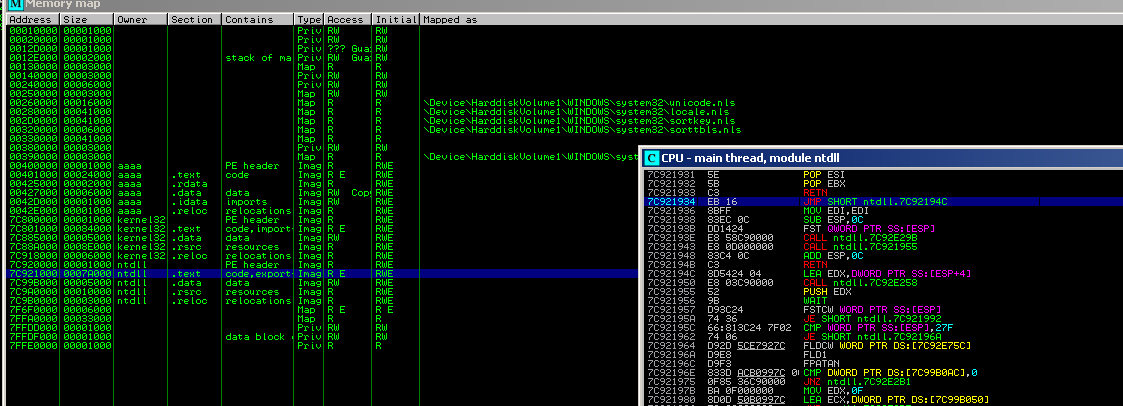 Memory map
Address Size Owner Section Contains Type Access Initial Mapped as
00010000 00001000 Priv RW RW
00020000 00001000 Priv RW RW
0012D000 00001000 Priv ??? Gua RW
0012E000 00002000 stack of ma Priv RW Gua RW
00130000 00003000 Map R R
00140000 00003000 Priv RW RW
00240000 00006000 Priv RW RW
00250000 00003000 Map RW RW
00260000 00016000 Map R R \Device\HarddiskVolume1\WINDOWS\system32\unicode.nls
00280000 00041000 Map R R \Device\HarddiskVolume1\WINDOWS\system32\locale.nls
002D0000 00041000 Map R R \Device\HarddiskVolume1\WINDOWS\system32\sortkey.nls
00320000 00006000 Map R R \Device\HarddiskVolume1\WINDOWS\system32\sorttbls.nls
00330000 00041000 Map R R
00380000 00003000 Priv RW RW
00390000 00003000 Map R R \Device\HarddiskVolume1\WINDOWS\syst
00400000 00001000 aaaa PE header Imag R RWE
00401000 00024000 aaaa .text code Imag R E RWE
00425000 00002000 aaaa .rdata Imag R RWE
00427000 00006000 aaaa .data data Imag RW Cop RWE
0042D000 00001000 aaaa .idata imports Imag RW RWE
0042E000 00001000 aaaa .reloc relocations Imag R RWE
7C800000 00001000 kernel32 PE header Imag R RWE
7C801000 00084000 kernel32 .text code,import Imag R E RWE
7C885000 00005000 kernel32 .data data Imag RW RWE
7C88A000 0008E000 kernel32 .rsrc resources Imag R RWE
7C918000 00006000 kernel32 .reloc relocations Imag R RWE
7C920000 00001000 ntdll PE header Imag R RWE
7C921000 0007A000 ntdll .text code,export Imag R E RWE
7C99B000 00005000 ntdll .data data Imag RW RWE
7C9A0000 00010000 ntdll .rsrc resources Imag R RWE
7C9B0000 00003000 ntdll .reloc relocations Imag R RWE
7F6F0000 00006000 Map R E R E
7FFA0000 00033000 Map R R
7FFDD000 00001000 Priv RW RW
7FFDF000 00001000 data block Priv RW RW
7FFE0000 00001000 Priv R R
CPU - main thread, module ntdll
7C921931 5E POP ESI
7C921932 5B POP EBX
7C921933 C3 RETN
7C921934 EB 16 JMP SHORT ntdll.7C92194C
7C921936 8BFF MOV EDI,EDI
7C921938 83EC 0C SUB ESP,0C
7C92193B DD1424 FST QWORD PTR SS:[ESP]
7C92193E E8 58C90000 CALL ntdll.7C92E29B
7C921943 E8 0D000000 CALL ntdll.7C921955
7C921948 83C4 0C ADD ESP,0C
7C92194B C3 RETN
7C92194C 8D5424 04 LEA EDX,DWORD PTR SS:[ESP+4]
7C921950 E8 03C90000 CALL ntdll.7C92E258
7C921955 52 PUSH EDX
7C921956 9B WAIT
7C921957 D93C24 FSTCW WORD PTR SS:[ESP]
7C92195A 74 36 JE SHORT ntdll.7C921992
7C92195C 66:813C24 7F02 CMP WORD PTR SS:[ESP],27F
7C921962 74 06 JE SHORT ntdll.7C92196A
7C921964 D92D 5CE7927C FLDCW WORD PTR DS:[7C92E75C]
7C92196A D9E8 FLD1
7C92196C D9F3 FPATAN
7C92196E 833D ACB0997C 0 CMP DWORD PTR DS:[7C99B0AC],0
7C921975 0F85 36C90000 JNZ ntdll.7C92E2B1
7C92197B BA 0F000000 MOV EDX,0F
7C921980 8D0D 50B0997C LEA ECX,DWORD PTR DS:[7C99B050]